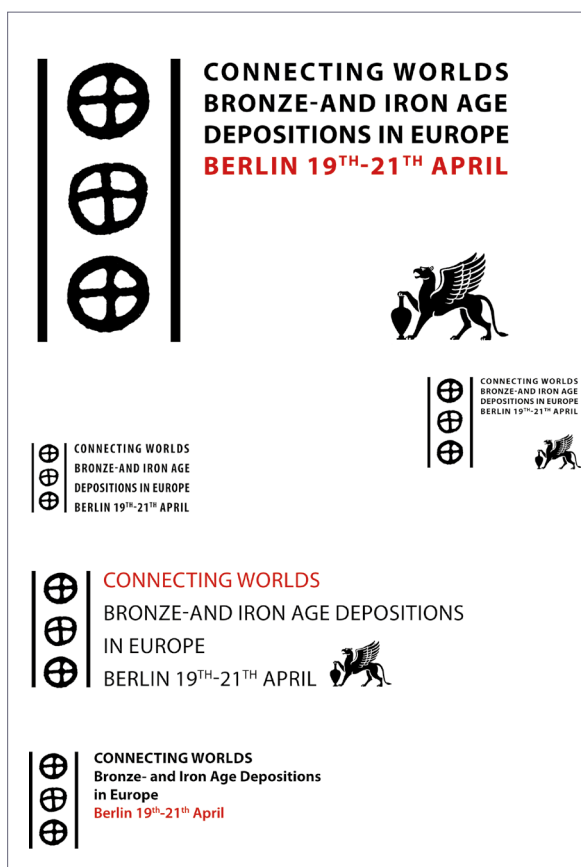 CONNECTING WORLDS
BRONZE-AND IRON AGE
DEPOSITIONS IN EUROPE
BERLIN 19TH-21TH APRIL
CONNECTING WORLDS
BRONZE-AND IRON AGE
DEPOSITIONS IN EUROPE
BERLIN 19TH-21TH APRIL
CONNECTING WORLDS
BRONZE-AND IRON AGE
DEPOSITIONS IN EUROPE
BERLIN 19TH-21TH APRIL
CONNECTING WORLDS
BRONZE-AND IRON AGE DEPOSITIONS
IN EUROPE
BERLIN 19TH-21TH APRIL
CONNECTING WORLDS
Bronze- and Iron Age Depositions
in Europe
Berlin 19th-21th April